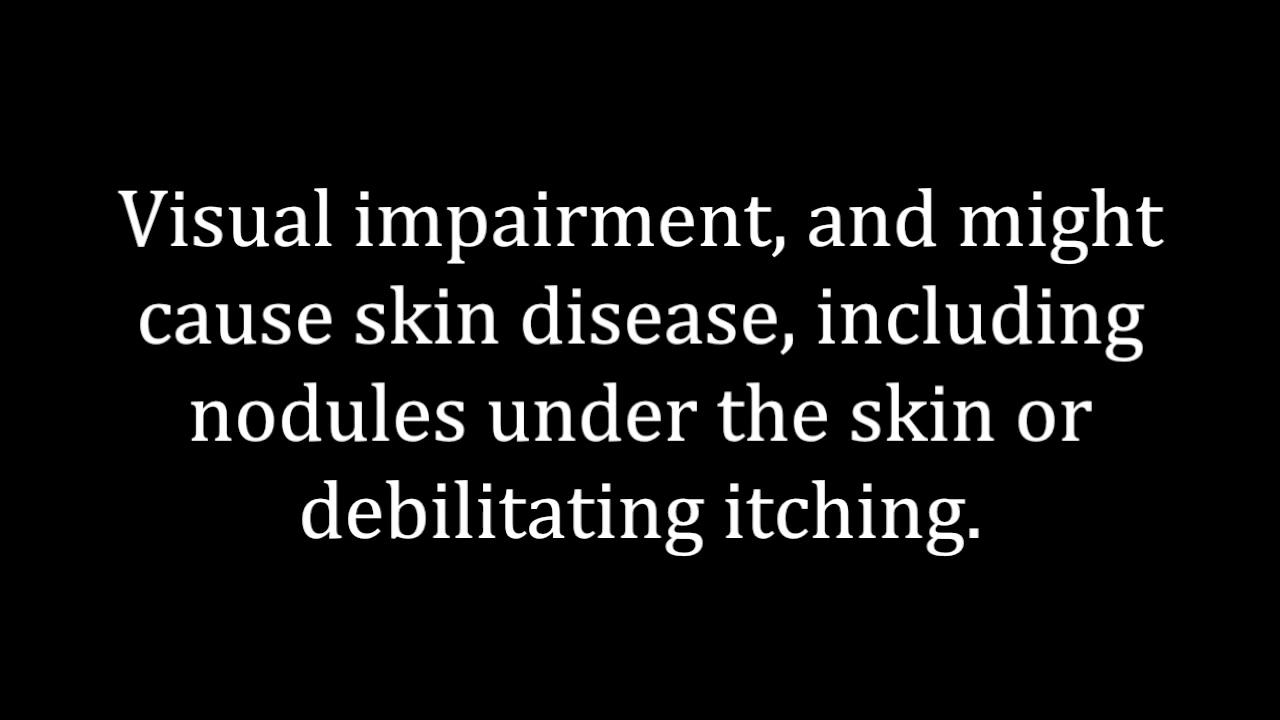 Visual impairment, and might
cause skin disease, including
nodules under the skin or
debilitating itching.